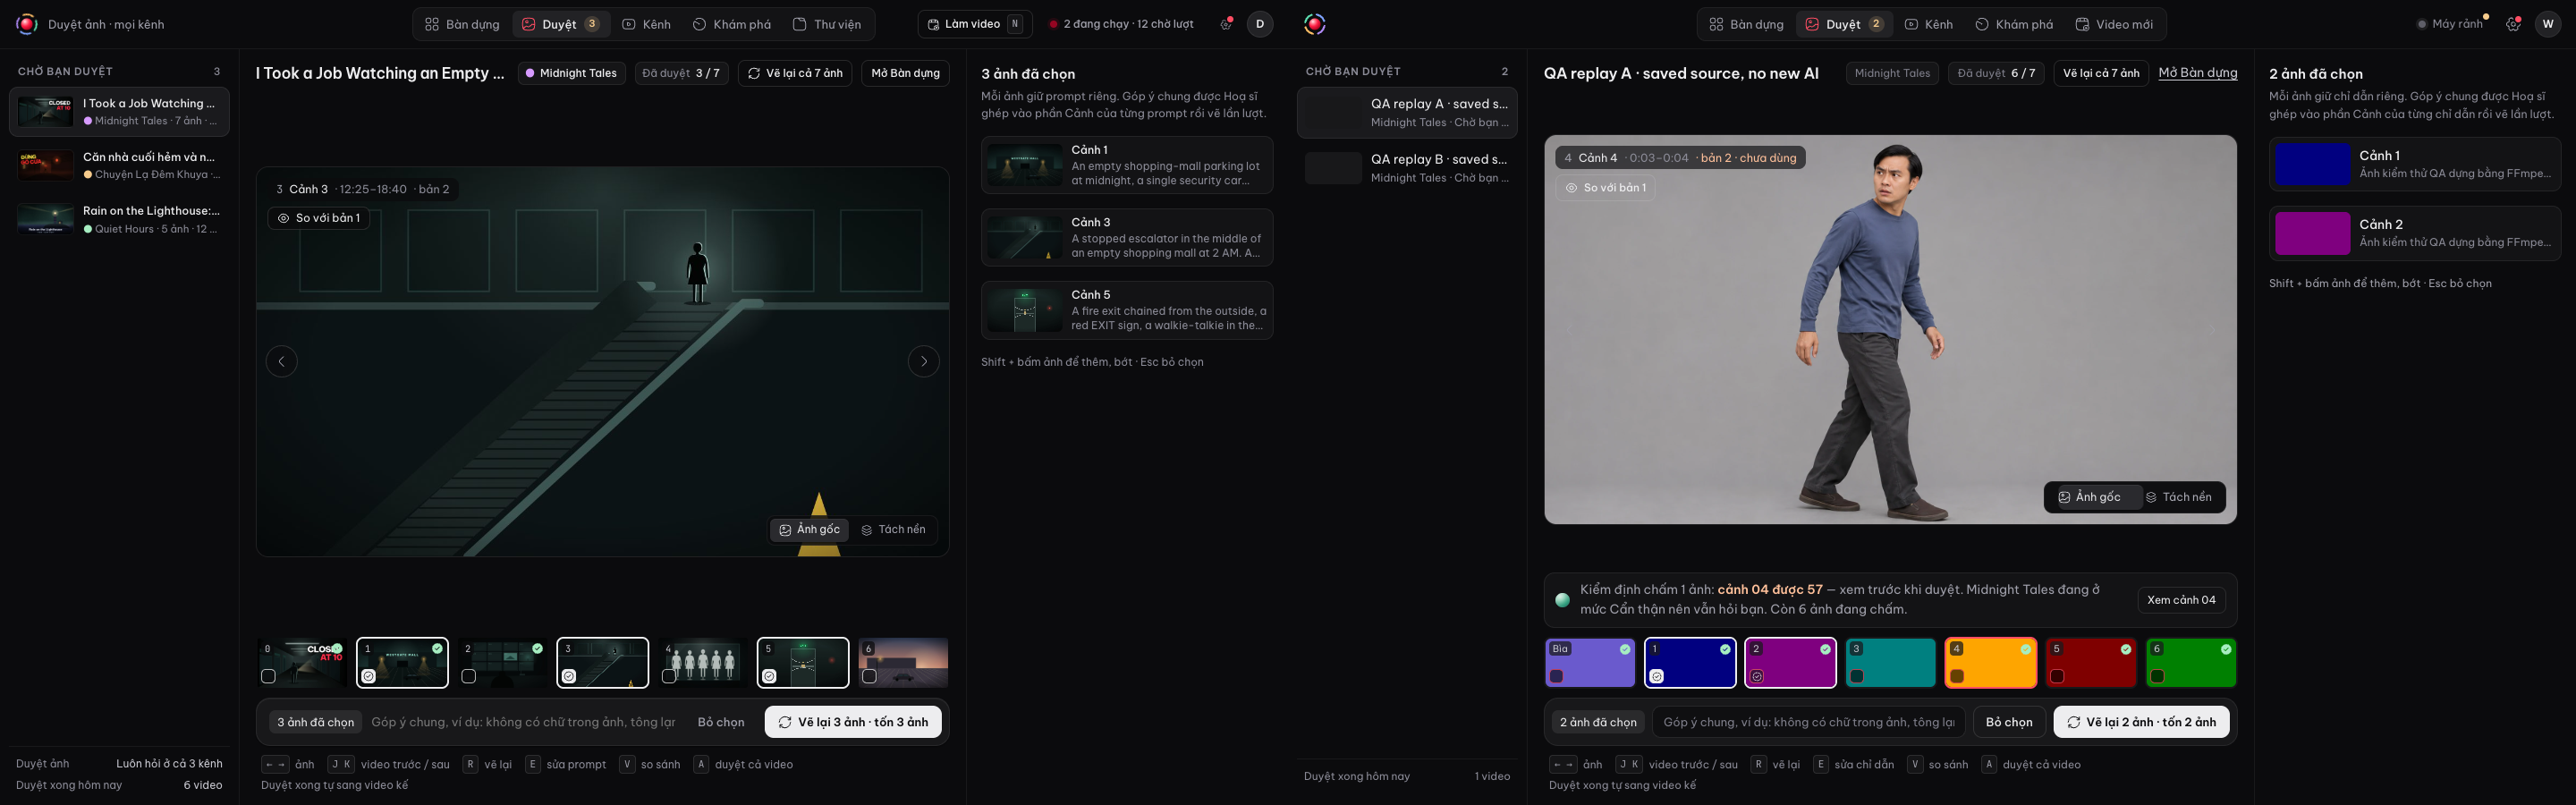 Duyệt ảnh · mọi kênh
Bàn dựng
Duyệt 3
Kênh
Khám phá
Thư viện
Làm video N
2 đang chạy · 12 chờ lượt
D
CHỜ BẠN DUYỆT 3
I Took a Job Watching ...
Midnight Tales · 7 ảnh · ...
Căn nhà cuối hẻm và n...
Chuyện Lạ Đêm Khuya ·...
Rain on the Lighthouse:...
Quiet Hours · 5 ảnh · 12 ...
Duyệt ảnh Luôn hỏi ở cả 3 kênh
Duyệt xong hôm nay 6 video
I Took a Job Watching an Empty ...
Midnight Tales
Đã duyệt 3 / 7
Vẽ lại cả 7 ảnh
Mở Bàn dựng
3 Cảnh 3 · 12:25–18:40 · bản 2
So với bản 1
Ảnh gốc
Tách nền
0 CLOSED AT 10
1
2
3
4
5
6
3 ảnh đã chọn
Góp ý chung, ví dụ: không có chữ trong ảnh, tông lạr
Bỏ chọn
Vẽ lại 3 ảnh · tốn 3 ảnh
← → ảnh J K video trước / sau R vẽ lại E sửa prompt V so sánh A duyệt cả video
Duyệt xong tự sang video kế
3 ảnh đã chọn
Mỗi ảnh giữ prompt riêng. Góp ý chung được Hoạ sĩ
ghép vào phần Cảnh của từng prompt rồi vẽ lần lượt.
Cảnh 1
An empty shopping-mall parking lot
at midnight, a single security car...
Cảnh 3
A stopped escalator in the middle of
an empty shopping mall at 2 AM. A...
Cảnh 5
A fire exit chained from the outside, a
red EXIT sign, a walkie-talkie in the...
Shift + bấm ảnh để thêm, bớt · Esc bỏ chọn
Bàn dựng
Duyệt 2
Kênh
Khám phá
Video mới
Máy rảnh
W
CHỜ BẠN DUYỆT 2
QA replay A · saved s...
Midnight Tales · Chờ bạn ...
QA replay B · saved s...
Midnight Tales · Chờ bạn ...
Duyệt xong hôm nay 1 video
QA replay A · saved source, no new AI
Midnight Tales
Đã duyệt 6 / 7
Vẽ lại cả 7 ảnh
Mở Bàn dựng
4 Cảnh 4 · 0:03–0:04 · bản 2 · chưa dùng
So với bản 1
Ảnh gốc
Tách nền
Kiểm định chấm 1 ảnh: cảnh 04 được 57 — xem trước khi duyệt. Midnight Tales đang ở
mức Cẩn thận nên vẫn hỏi bạn. Còn 6 ảnh đang chấm.
Xem cảnh 04
Bìa
1
2
3
4
5
6
2 ảnh đã chọn
Góp ý chung, ví dụ: không có chữ trong ảnh, tông lạr
Bỏ chọn
Vẽ lại 2 ảnh · tốn 2 ảnh
← → ảnh J K video trước / sau R vẽ lại E sửa chỉ dẫn V so sánh A duyệt cả video
Duyệt xong tự sang video kế
2 ảnh đã chọn
Mỗi ảnh giữ chỉ dẫn riêng. Góp ý chung được Hoạ sĩ
ghép vào phần Cảnh của từng chỉ dẫn rồi vẽ lần lượt.
Cảnh 1
Ảnh kiểm thử QA dựng bằng FFmpe...
Cảnh 2
Ảnh kiểm thử QA dựng bằng FFmpe...
Shift + bấm ảnh để thêm, bớt · Esc bỏ chọn